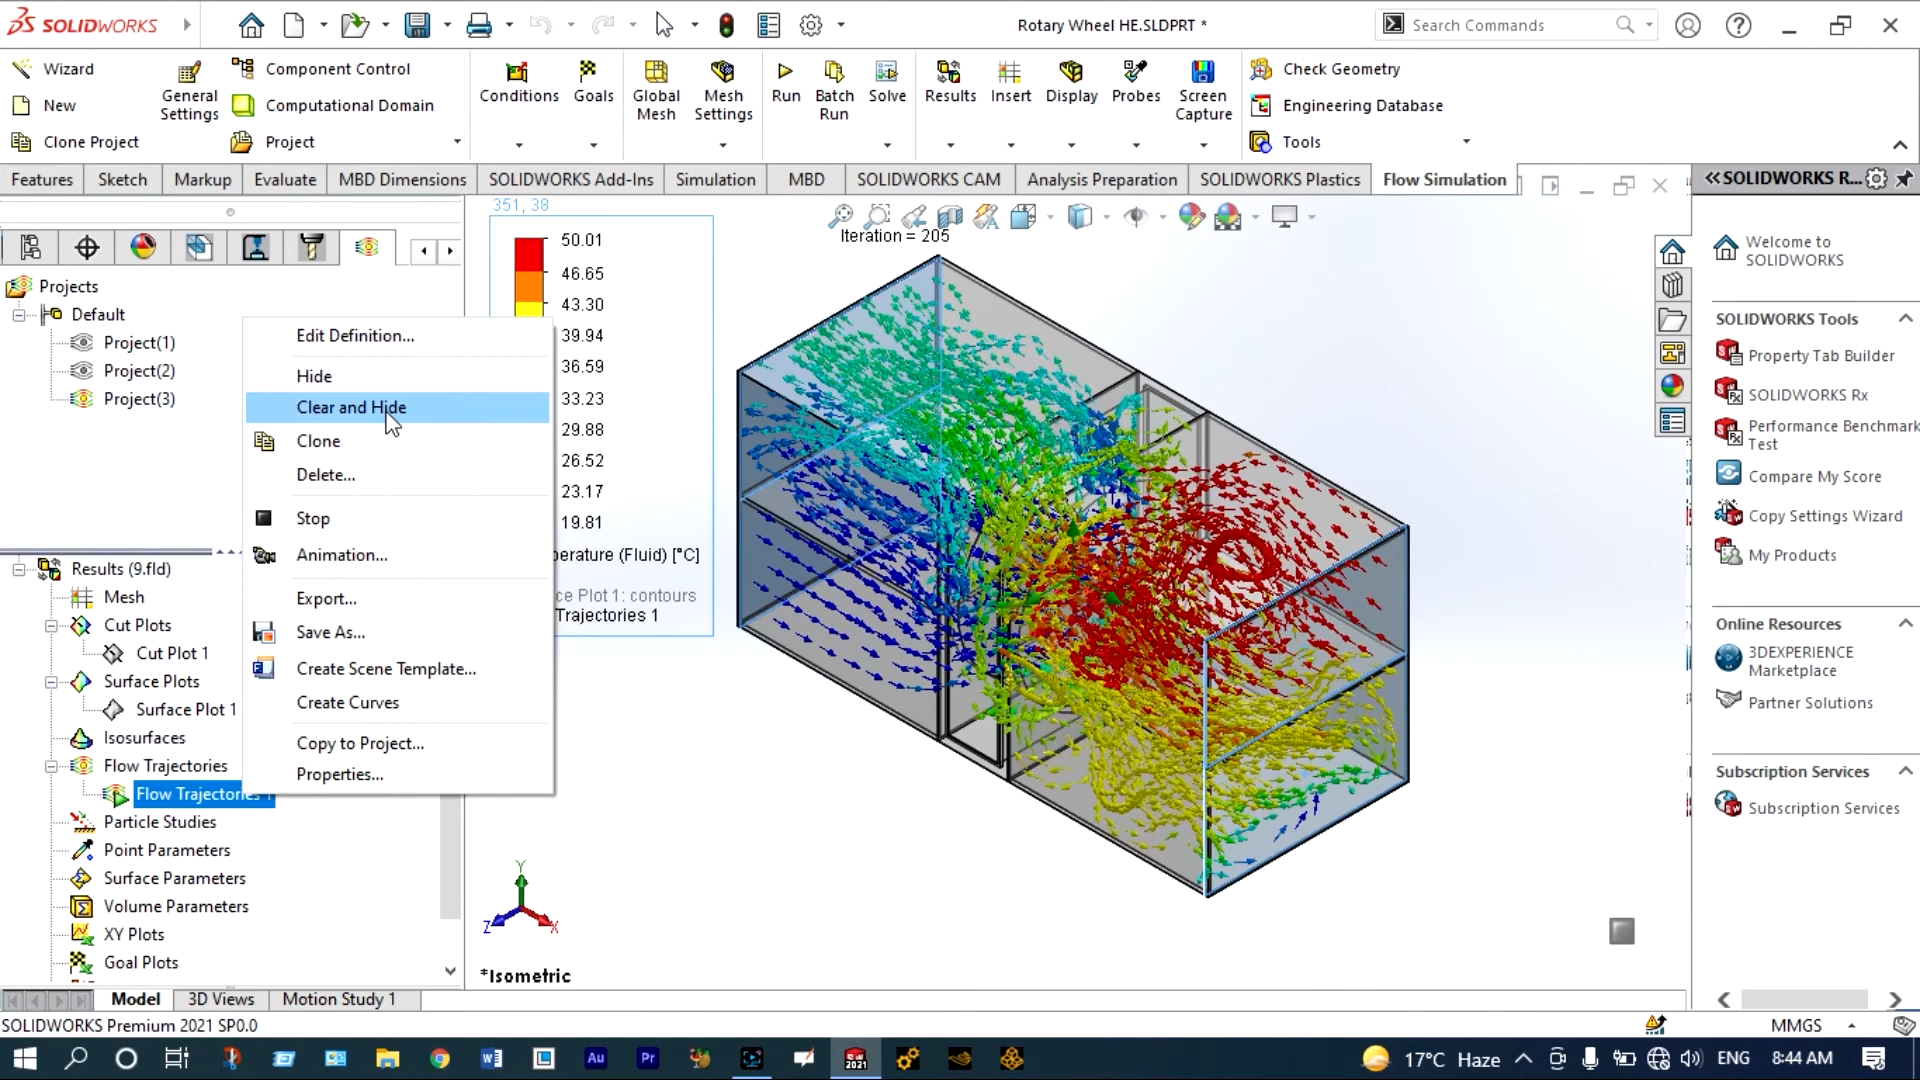 SOLIDWORKS
Rotary Wheel HE.SLDPRT *
Search Commands
Wizard
New
Clone Project
General Settings
Component Control
Computational Domain
Project
Conditions
Goals
Global Mesh
Mesh Settings
Run
Batch Run
Solve
Results
Insert
Display
Probes
Screen Capture
Check Geometry
Engineering Database
Tools
Features
Sketch
Markup
Evaluate
MBD Dimensions
SOLIDWORKS Add-Ins
Simulation
MBD
SOLIDWORKS CAM
Analysis Preparation
SOLIDWORKS Plastics
Flow Simulation
SOLIDWORKS R...
Projects
Default
Project(1)
Project(2)
Project(3)
Edit Definition...
Hide
Clear and Hide
Clone
Delete...
Stop
Animation...
Export...
Save As...
Create Scene Template...
Create Curves
Copy to Project...
Properties...
Results (9.fld)
Mesh
Cut Plots
Cut Plot 1
Surface Plots
Surface Plot 1
Isosurfaces
Flow Trajectories
Flow Trajectories 1
Particle Studies
Point Parameters
Surface Parameters
Volume Parameters
XY Plots
Goal Plots
351, 38
50.01
46.65
43.30
39.94
36.59
33.23
29.88
26.52
23.17
19.81
perature (Fluid) [°C]
ce Plot 1: contours
Trajectories 1
Iteration = 205
Y
Z
X
*Isometric
Welcome to
SOLIDWORKS
SOLIDWORKS Tools
Property Tab Builder
SOLIDWORKS Rx
Performance Benchmark
Test
Compare My Score
Copy Settings Wizard
My Products
Online Resources
3DEXPERIENCE
Marketplace
Partner Solutions
Subscription Services
Subscription Services
Model
3D Views
Motion Study 1
SOLIDWORKS Premium 2021 SP0.0
MMGS
Au
Pr
SW
2021
17°C Haze
ENG
8:44 AM